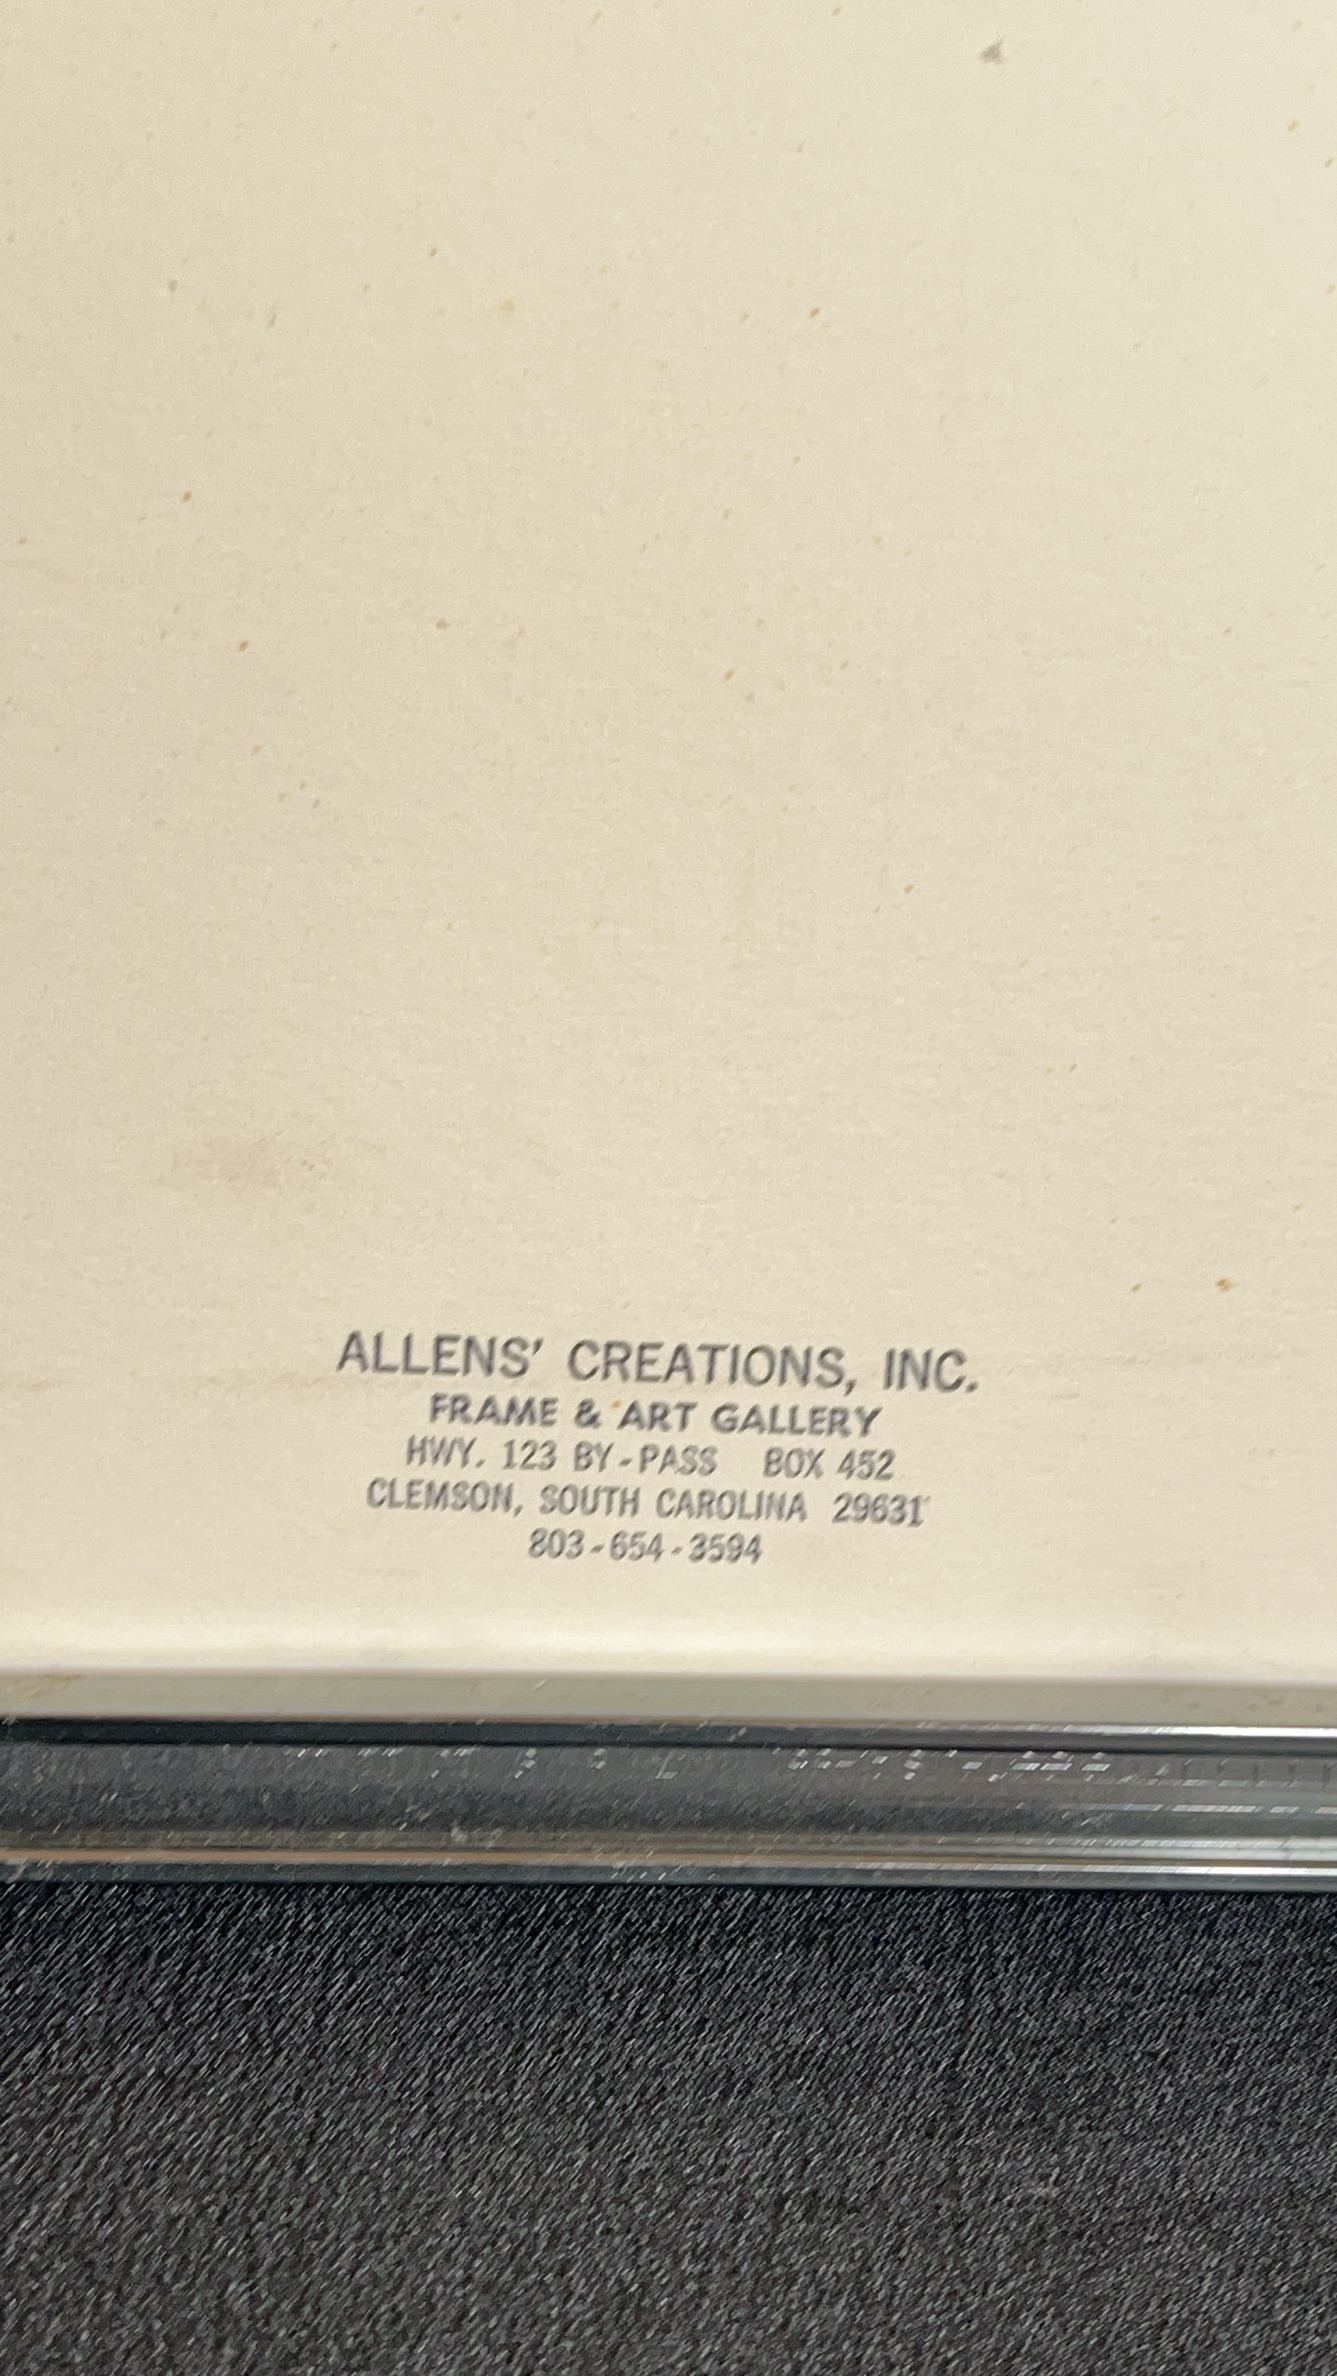 ALLENS' CREATIONS, INC.
FRAME & ART GALLERY
HWY. 123 BY-PASS BOX 452
CLEMSON, SOUTH CAROLINA 29631
803-654-3594